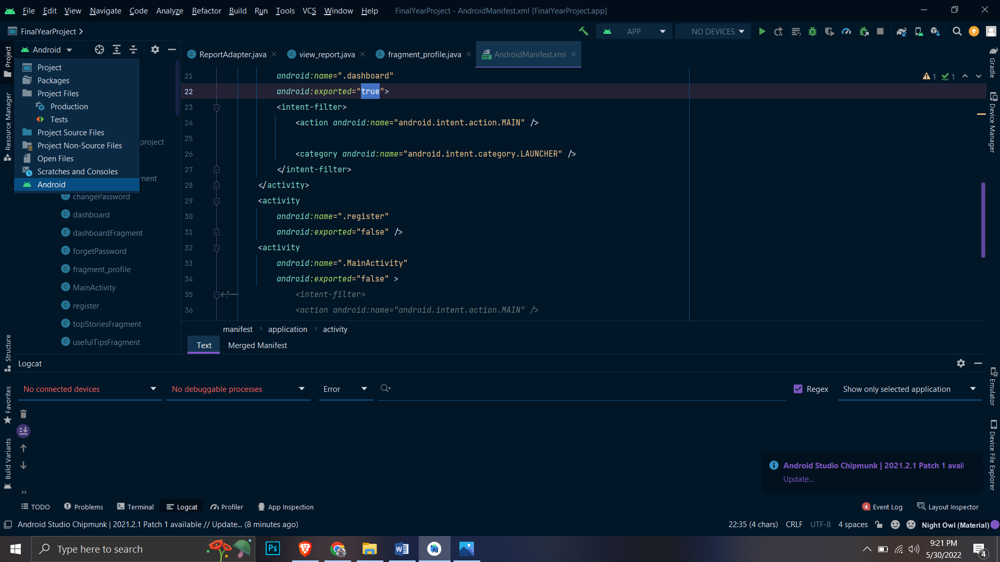 File Edit View Navigate Code Analyze Refactor Build Run Tools VCS Window Help FinalYearProject - AndroidManifest.xml [FinalYearProject.app]
FinalYearProject
APP
NO DEVICES
Project
Resource Manager
Structure
Favorites
Build Variants
Android
Project
Packages
Project Files
Production
Tests
Project Source Files
Project Non-Source Files
Open Files
Scratches and Consoles
Android
project
ment
changePassword
dashboard
dashboardFragment
forgetPassword
fragment_profile
MainActivity
register
topStoriesFragment
usefulTipsFragment
ReportAdapter.java view_report.java fragment_profile.java AndroidManifest.xml
1 1
21 android:name=".dashboard"
22 android:exported="true">
23 <intent-filter>
24 <action android:name="android.intent.action.MAIN" />
25
26 <category android:name="android.intent.category.LAUNCHER" />
27 </intent-filter>
28 </activity>
29 <activity
30 android:name=".register"
31 android:exported="false" />
32 <activity
33 android:name=".MainActivity"
34 android:exported="false" >
35 <!-- <intent-filter>
36 <action android:name="android.intent.action.MAIN" />
manifest application activity
Text Merged Manifest
Gradle
Device Manager
Emulator
Device File Explorer
Logcat
No connected devices No debuggable processes Error Regex Show only selected application
Android Studio Chipmunk | 2021.2.1 Patch 1 avail
Update...
TODO Problems Terminal Logcat Profiler App Inspection 4 Event Log Layout Inspector
Android Studio Chipmunk | 2021.2.1 Patch 1 available // Update... (8 minutes ago) 22:35 (4 chars) CRLF UTF-8 4 spaces Night Owl (Material)
Type here to search
Ps
9:21 PM
5/30/2022
4